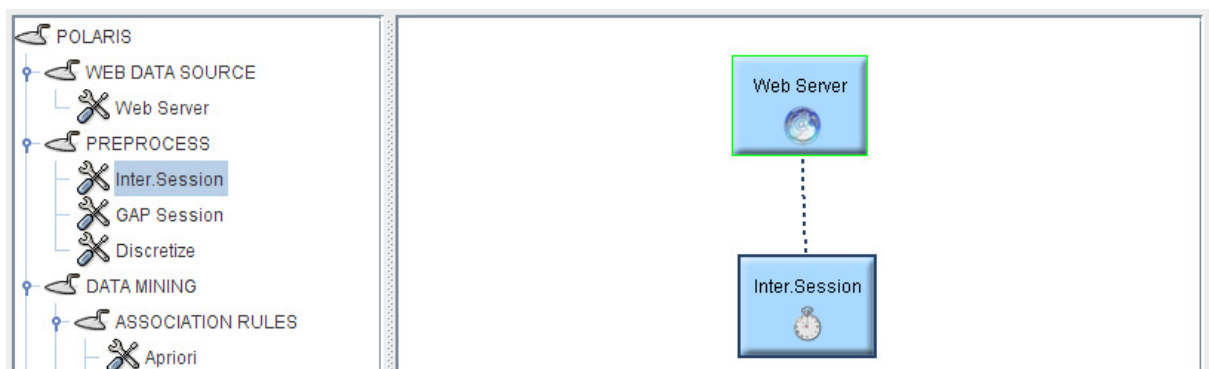 POLARIS
WEB DATA SOURCE
Web Server
PREPROCESS
Inter.Session
GAP Session
Discretize
DATA MINING
ASSOCIATION RULES
Apriori
Web Server
Inter.Session